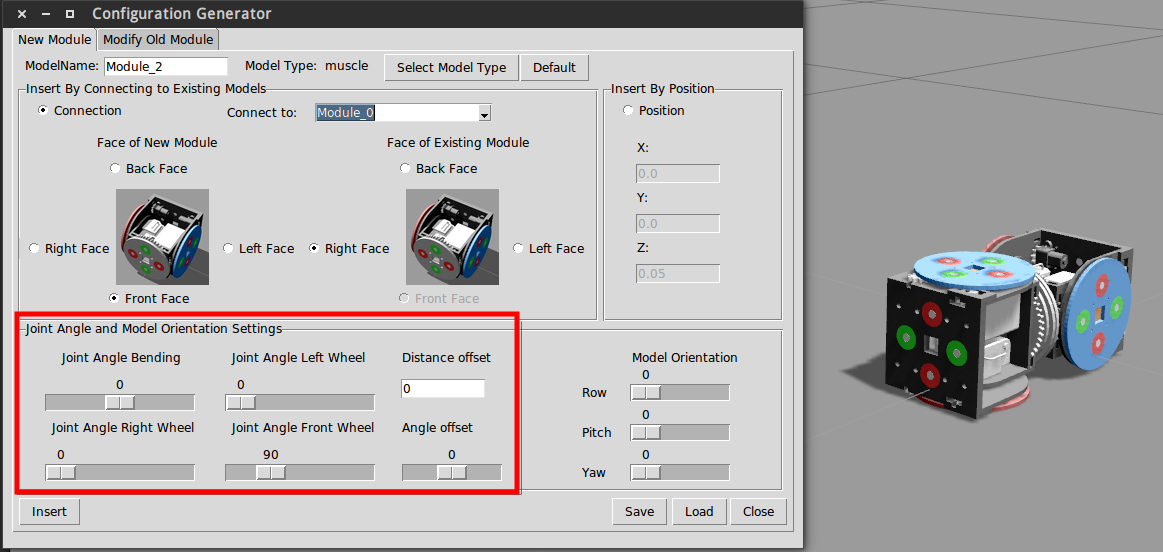 Configuration Generator
New Module Modify Old Module
ModelName: Module_2 Model Type: muscle Select Model Type Default
Insert By Connecting to Existing Models Insert By Position
Connection Connect to: Module_0 Position
Face of New Module Face of Existing Module X:
Back Face Back Face 0.0
Y:
0.0
Right Face Left Face Right Face Left Face Z:
0.05
Front Face Front Face
Joint Angle and Model Orientation Settings
Joint Angle Bending Joint Angle Left Wheel Distance offset Model Orientation
0 0 0 0
Row
Joint Angle Right Wheel Joint Angle Front Wheel Angle offset 0
Pitch
0 90 0 0
Yaw
Insert Save Load Close